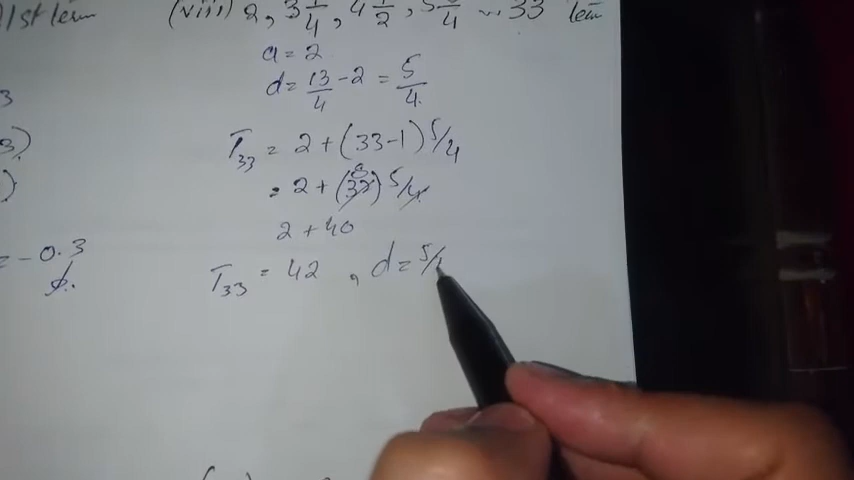 1st term
(viii) 2, 3 1/4, 4 1/2, 5 3/4 ... 33 term
a = 2
d = 13/4 - 2 = 5/4.
3
T33 = 2 + (33-1) 5/4
3)
= 2 + (32) 5/4
8
)
2 + 40
= -0.3
T33 = 42 , d = 5/4